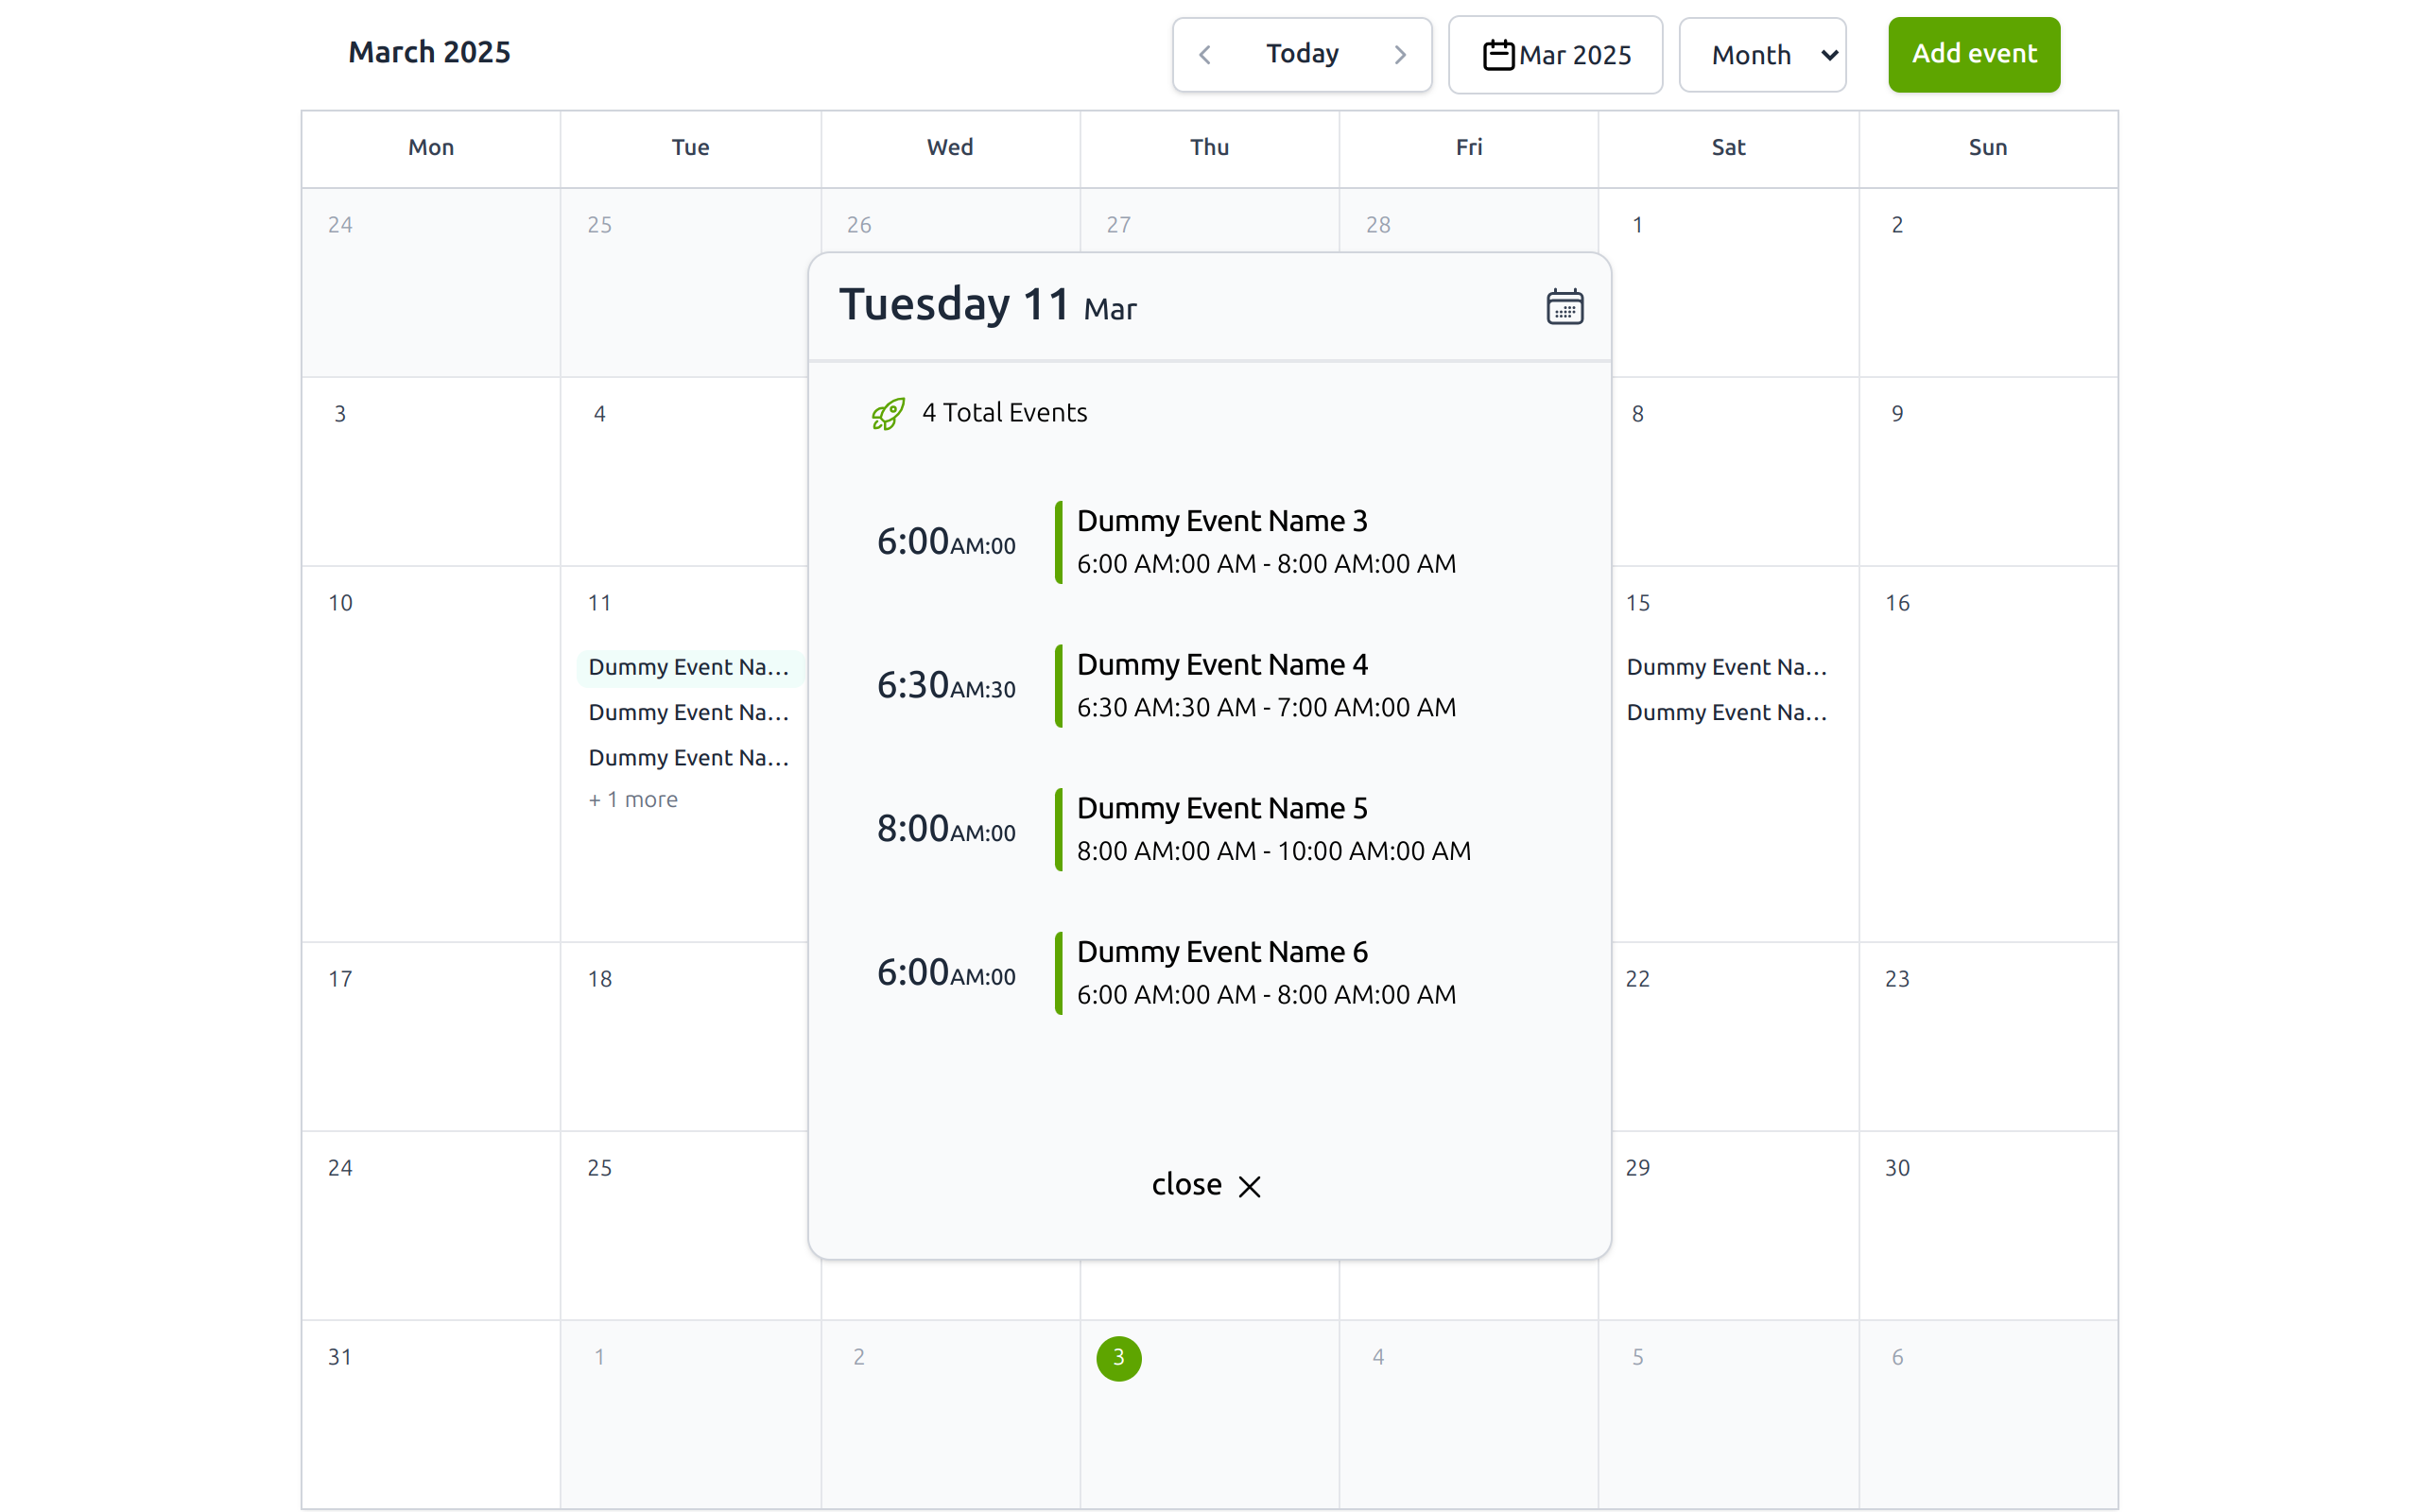 March 2025
Today
Mar 2025
Month
Add event
Mon Tue Wed Thu Fri Sat Sun
24 25 26 27 28 1 2
Tuesday 11 Mar
4 Total Events
6:00AM:00
Dummy Event Name 3
6:00 AM:00 AM - 8:00 AM:00 AM
6:30AM:30
Dummy Event Name 4
6:30 AM:30 AM - 7:00 AM:00 AM
8:00AM:00
Dummy Event Name 5
8:00 AM:00 AM - 10:00 AM:00 AM
6:00AM:00
Dummy Event Name 6
6:00 AM:00 AM - 8:00 AM:00 AM
close
3 4 8 9
10 11 15 16
Dummy Event Na...
Dummy Event Na...
Dummy Event Na...
+ 1 more
Dummy Event Na...
Dummy Event Na...
17 18 22 23
24 25 29 30
31 1 2 3 4 5 6